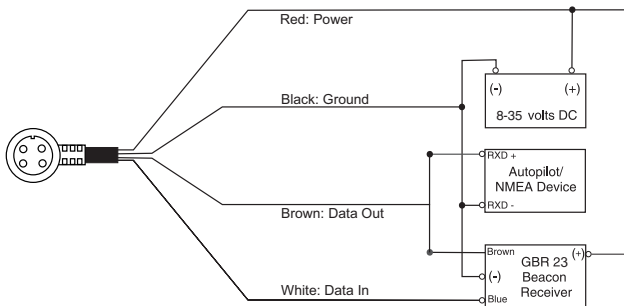 Red: Power
Black: Ground
(-)
(+)
8-35 volts DC
RXD +
Autopilot/
NMEA Device
RXD -
Brown: Data Out
Brown
GBR 23
(+)
Beacon
(-)
Receiver
White: Data In
Blue